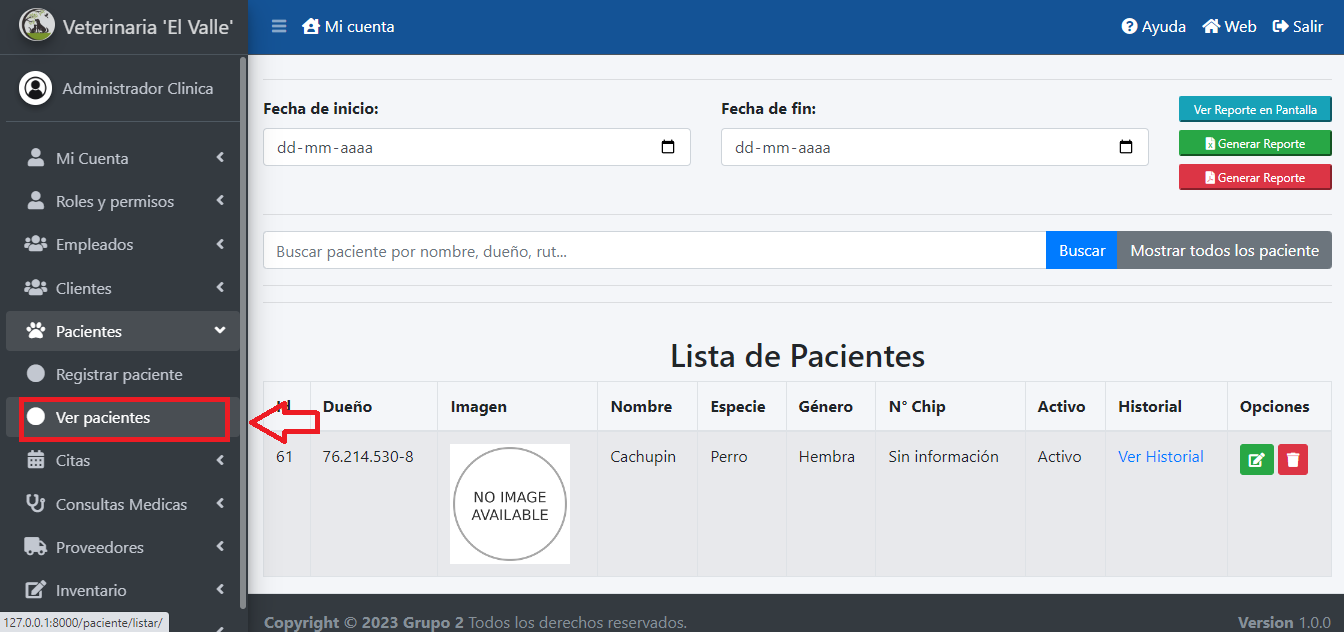 Veterinaria 'El Valle'
Mi cuenta
Ayuda
Web
Salir
Administrador Clinica
Mi Cuenta
Roles y permisos
Empleados
Clientes
Pacientes
Registrar paciente
Ver pacientes
Citas
Consultas Medicas
Proveedores
Inventario
127.0.0.1:8000/paciente/listar/
Fecha de inicio:
dd-mm-aaaa
Fecha de fin:
dd-mm-aaaa
Ver Reporte en Pantalla
Generar Reporte
Generar Reporte
Buscar paciente por nombre, dueño, rut...
Buscar
Mostrar todos los paciente
Lista de Pacientes
Id Dueño Imagen Nombre Especie Género N° Chip Activo Historial Opciones
61 76.214.530-8 Cachupin Perro Hembra Sin información Activo Ver Historial
NO IMAGE
AVAILABLE
Copyright © 2023 Grupo 2 Todos los derechos reservados.
Version 1.0.0